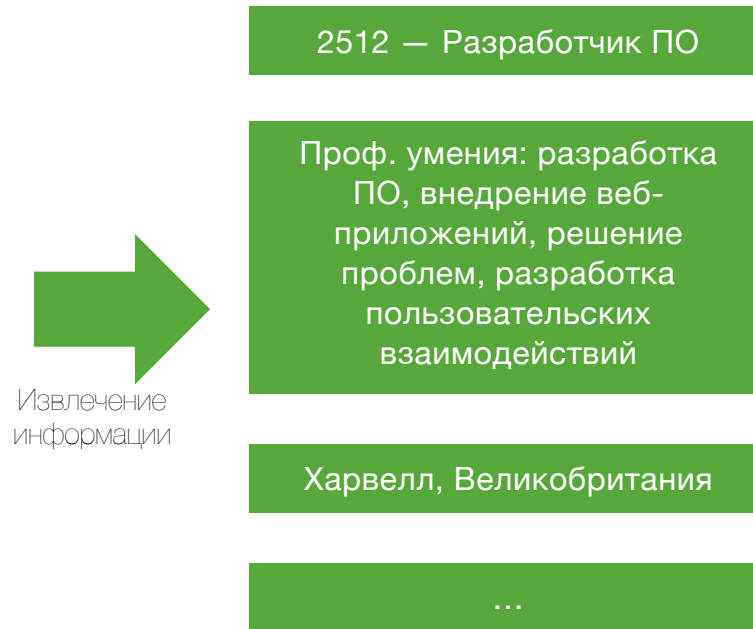 2512 — Разработчик ПО
Проф. умения: разработка
ПО, внедрение веб-
приложений, решение
проблем, разработка
пользовательских
взаимодействий
Извлечение
информации
Харвелл, Великобритания
...